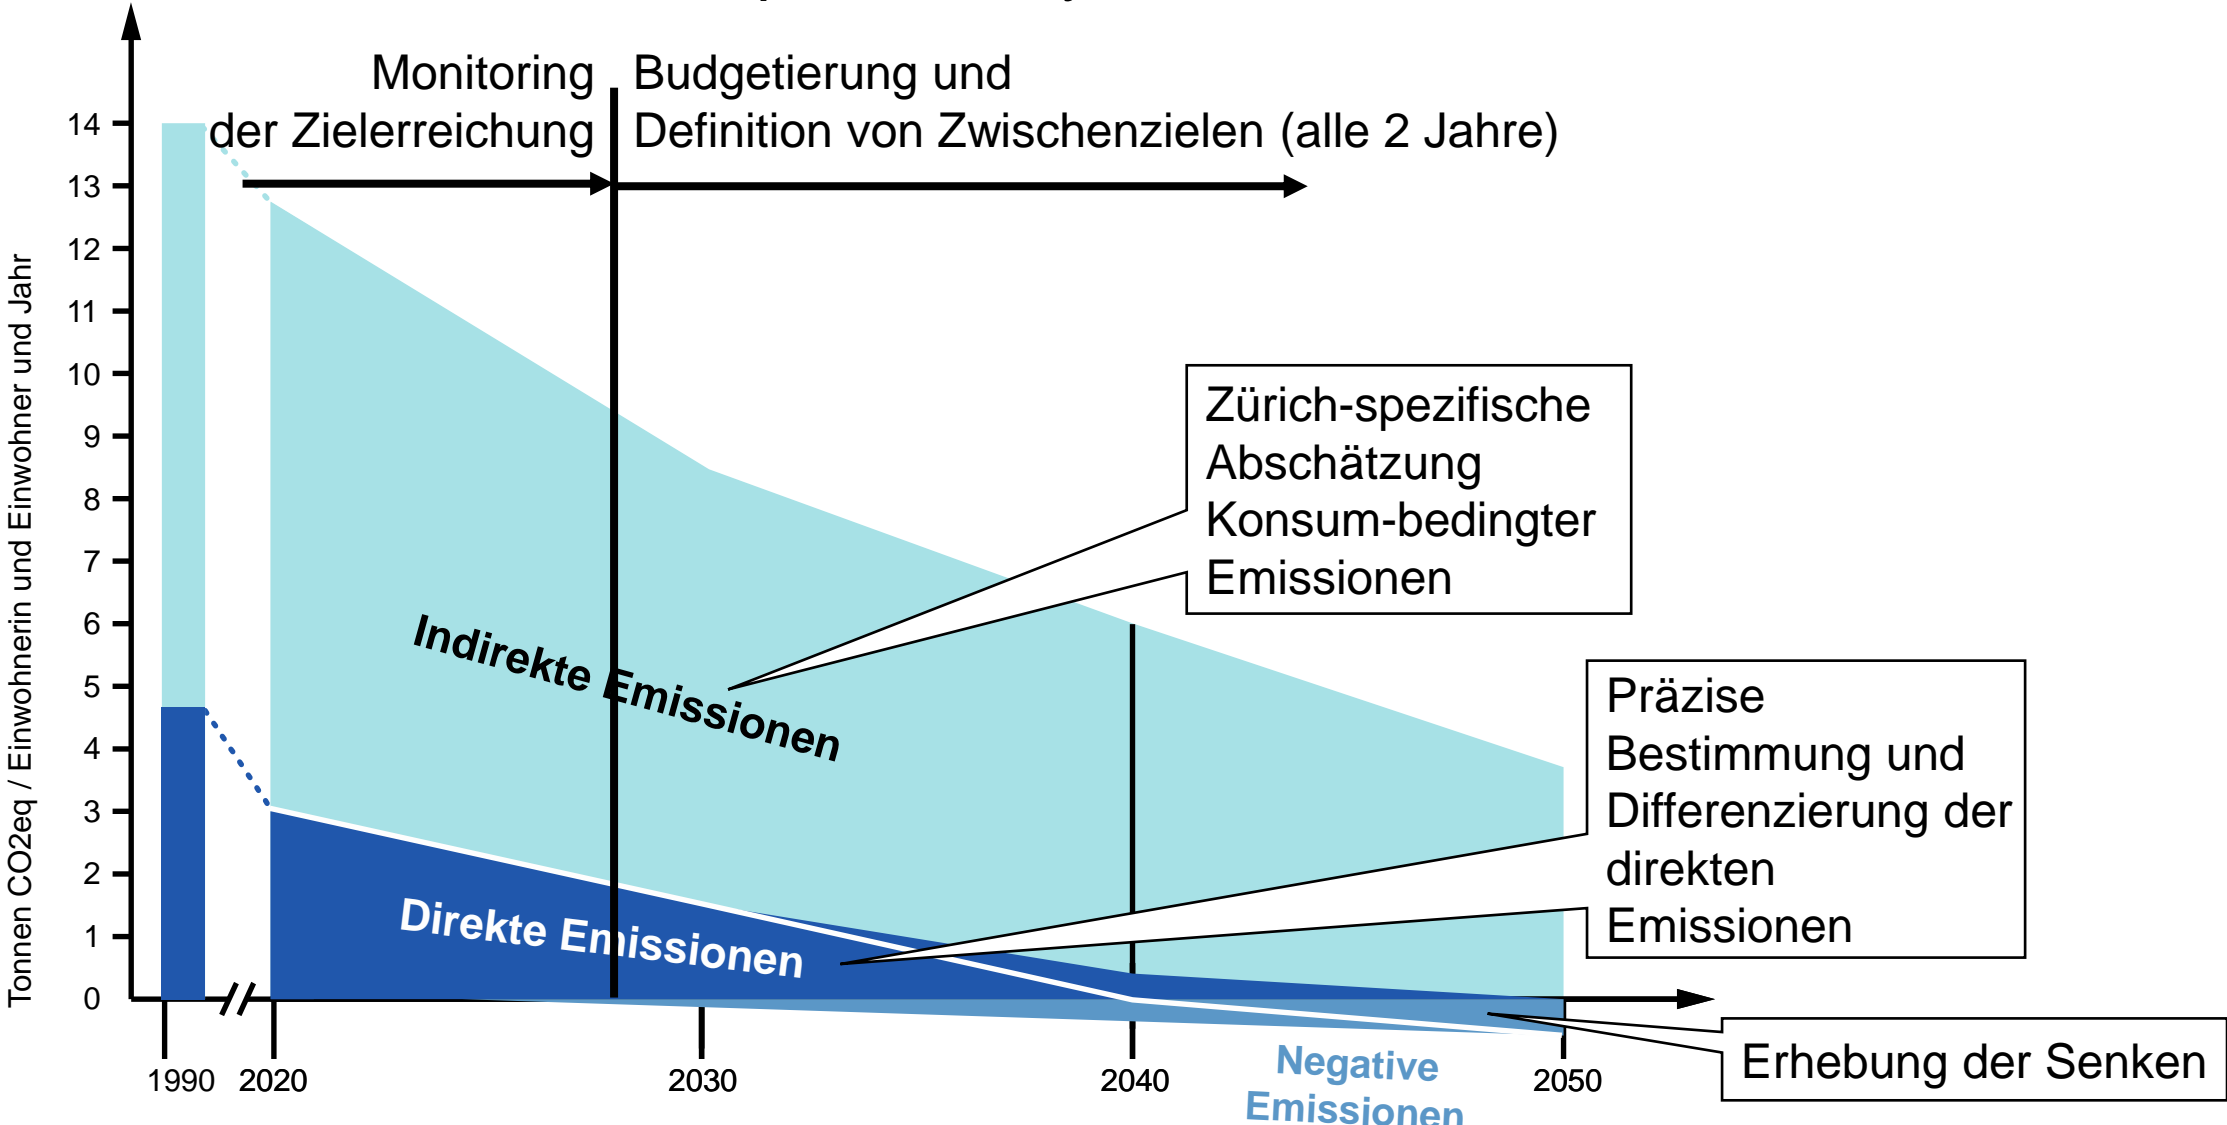 Monitoring
der Zielerreichung
Budgetierung und
Definition von Zwischenzielen (alle 2 Jahre)
Tonnen CO2eq / Einwohnerin und Einwohner und Jahr
14
13
12
11
10
9
8
7
6
5
4
3
2
1
0
Zürich-spezifische
Abschätzung
Konsum-bedingter
Emissionen
Indirekte Emissionen
Präzise
Bestimmung und
Differenzierung der
direkten
Emissionen
Direkte Emissionen
Erhebung der Senken
Negative
Emissionen
1990
2020
2030
2040
2050